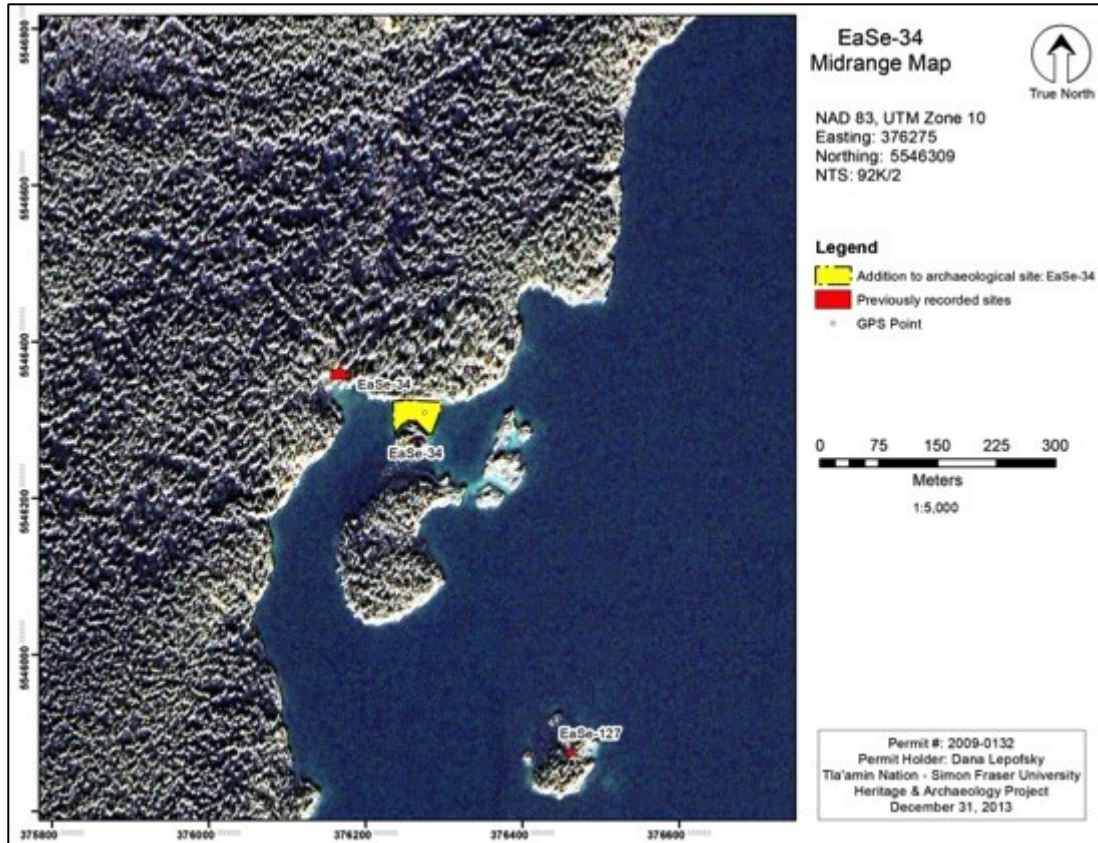 EaSe-34
Midrange Map
True North
NAD 83, UTM Zone 10
Easting: 376275
Northing: 5546309
NTS: 92K/2
Legend
Addition to archaeological site: EaSe-34
Previously recorded sites
GPS Point
0 75 150 225 300
Meters
1:5,000
Permit #: 2009-0132
Permit Holder: Dana Lepofsky
Tla'amin Nation - Simon Fraser University
Heritage & Archaeology Project
December 31, 2013
EaSe-34
EaSe-34
EaSe-127
5546800
5546600
5546400
5546200
5546000
375800 376000 376200 376400 376600